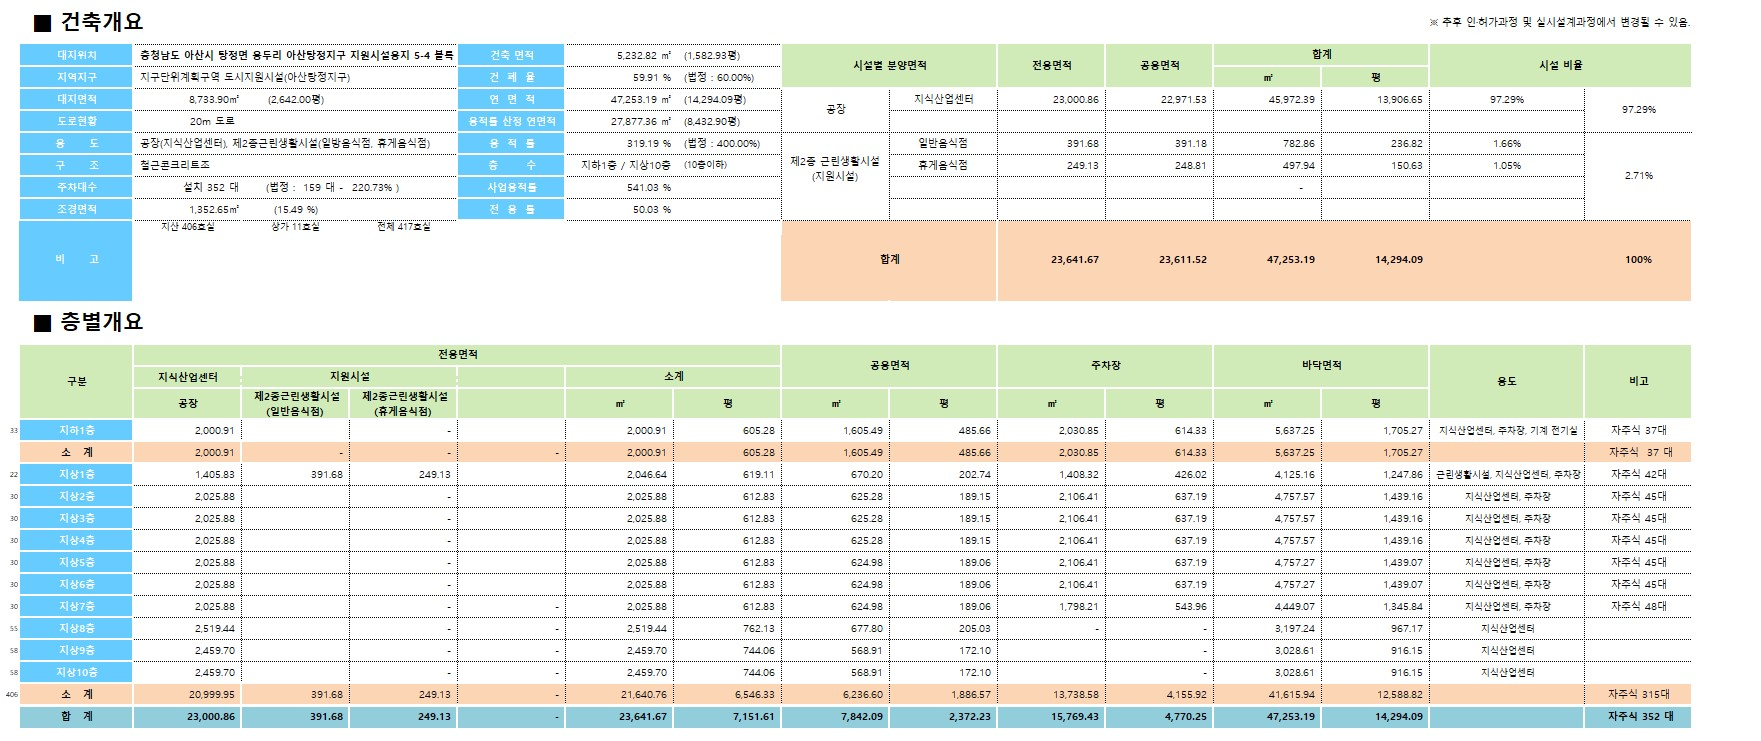 ■ 건축개요
※ 추후 인·허가과정 및 실시설계과정에서 변경될 수 있음.
대지위치 충청남도 아산시 탕정면 용두리 아산탕정지구 지원시설용지 5-4 블록 건축 면적 5,232.82 ㎡ (1,582.93평)
지역지구 지구단위계획구역 도시지원시설(아산탕정지구) 건 폐 율 59.91 % (법정 : 60.00%)
대지면적 8,733.90㎡ (2,642.00평) 연 면 적 47,253.19 ㎡ (14,294.09평)
도로현황 20m 도로 용적률 산정 연면적 27,877.36 ㎡ (8,432.90평)
용 도 공장(지식산업센터), 제2종근린생활시설(일반음식점, 휴게음식점) 용 적 률 319.19 % (법정 : 400.00%)
구 조 철근콘크리트조 층 수 지하1층 / 지상10층 (10층이하)
주차대수 설치 352 대 (법정 : 159 대 - 220.73% ) 사업용적률 541.03 %
조경면적 1,352.65㎡ (15.49 %) 전 용 률 50.03 %
비 고 지산 406호실 상가 11호실 전체 417호실
시설별 분양면적 전용면적 공용면적 합계 시설 비율
㎡ 평
공장 지식산업센터 23,000.86 22,971.53 45,972.39 13,906.65 97.29% 97.29%
제2종 근린생활시설
(지원시설)
일반음식점 391.68 391.18 782.86 236.82 1.66% 2.71%
휴게음식점 249.13 248.81 497.94 150.63 1.05%
-
합계 23,641.67 23,611.52 47,253.19 14,294.09 100%
■ 층별개요
구분 전용면적 공용면적 주차장 바닥면적 용도 비고
지식산업센터 지원시설 소계
공장 제2종근린생활시설
(일반음식점)
제2종근린생활시설
(휴게음식점)
㎡ 평 ㎡ 평 ㎡ 평 ㎡ 평
33 지하1층 2,000.91 - 2,000.91 605.28 1,605.49 485.66 2,030.85 614.33 5,637.25 1,705.27 지식산업센터, 주차장, 기계 전기실 자주식 37대
소 계 2,000.91 - - - 2,000.91 605.28 1,605.49 485.66 2,030.85 614.33 5,637.25 1,705.27 자주식 37 대
22 지상1층 1,405.83 391.68 249.13 2,046.64 619.11 670.20 202.74 1,408.32 426.02 4,125.16 1,247.86 근린생활시설, 지식산업센터, 주차장 자주식 42대
30 지상2층 2,025.88 - 2,025.88 612.83 625.28 189.15 2,106.41 637.19 4,757.57 1,439.16 지식산업센터, 주차장 자주식 45대
30 지상3층 2,025.88 - 2,025.88 612.83 625.28 189.15 2,106.41 637.19 4,757.57 1,439.16 지식산업센터, 주차장 자주식 45대
30 지상4층 2,025.88 - 2,025.88 612.83 625.28 189.15 2,106.41 637.19 4,757.57 1,439.16 지식산업센터, 주차장 자주식 45대
30 지상5층 2,025.88 - 2,025.88 612.83 624.98 189.06 2,106.41 637.19 4,757.27 1,439.07 지식산업센터, 주차장 자주식 45대
30 지상6층 2,025.88 - 2,025.88 612.83 624.98 189.06 2,106.41 637.19 4,757.27 1,439.07 지식산업센터, 주차장 자주식 45대
30 지상7층 2,025.88 - - 2,025.88 612.83 624.98 189.06 1,798.21 543.96 4,449.07 1,345.84 지식산업센터, 주차장 자주식 48대
55 지상8층 2,519.44 - - 2,519.44 762.13 677.80 205.03 - - 3,197.24 967.17 지식산업센터
58 지상9층 2,459.70 - - 2,459.70 744.06 568.91 172.10 - 3,028.61 916.15 지식산업센터
58 지상10층 2,459.70 - - 2,459.70 744.06 568.91 172.10 - 3,028.61 916.15 지식산업센터
406 소 계 20,999.95 391.68 249.13 - 21,640.76 6,546.33 6,236.60 1,886.57 13,738.58 4,155.92 41,615.94 12,588.82 자주식 315대
합 계 23,000.86 391.68 249.13 - 23,641.67 7,151.61 7,842.09 2,372.23 15,769.43 4,770.25 47,253.19 14,294.09 자주식 352 대